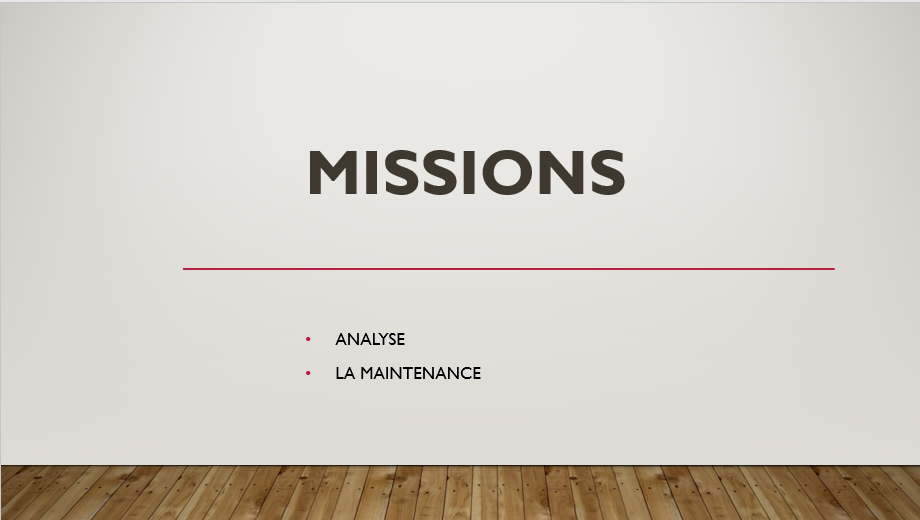 MISSIONS
• ANALYSE
• LA MAINTENANCE